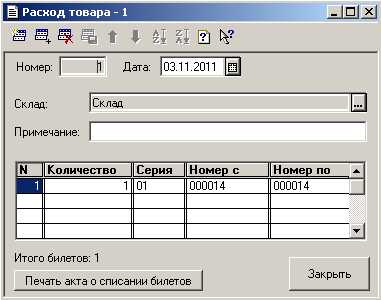 Расход товара - 1
Номер: 1 Дата: 03.11.2011
Склад: Склад ...
Примечание:
N Количество Серия Номер с Номер по
1 1 01 000014 000014
Итого билетов: 1
Печать акта о списании билетов Закрыть